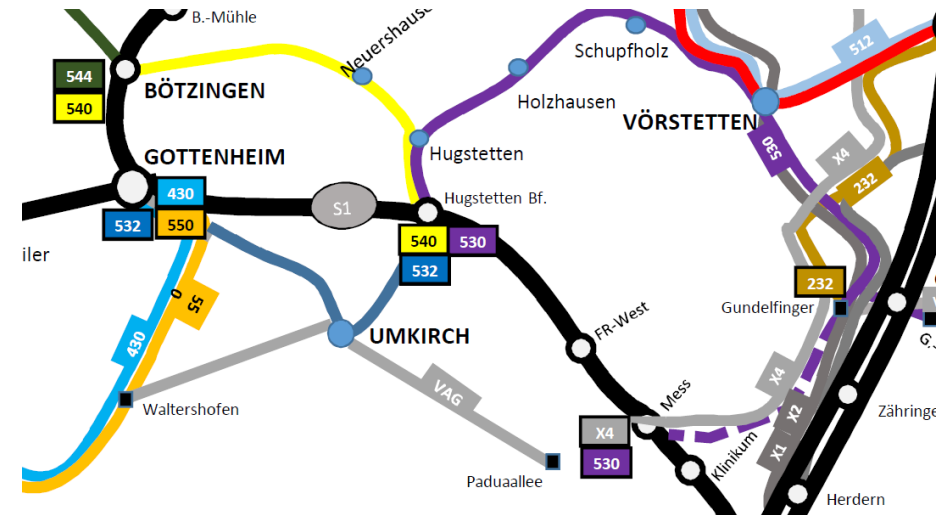 B.-Mühle
Neuershause
Schupfholz
512
544
540
BÖTZINGEN
Holzhausen
VÖRSTETTEN
530
X4
GOTTENHEIM
Hugstetten
430
232
S1
Hugstetten Bf.
532
550
540
530
iler
532
232
Gundelfinger
550
430
UMKIRCH
FR-West
G.
VAG
X4
Mess
Waltershofen
X2
Zähringe
X4
530
X1
Klinikum
Paduaallee
Herdern